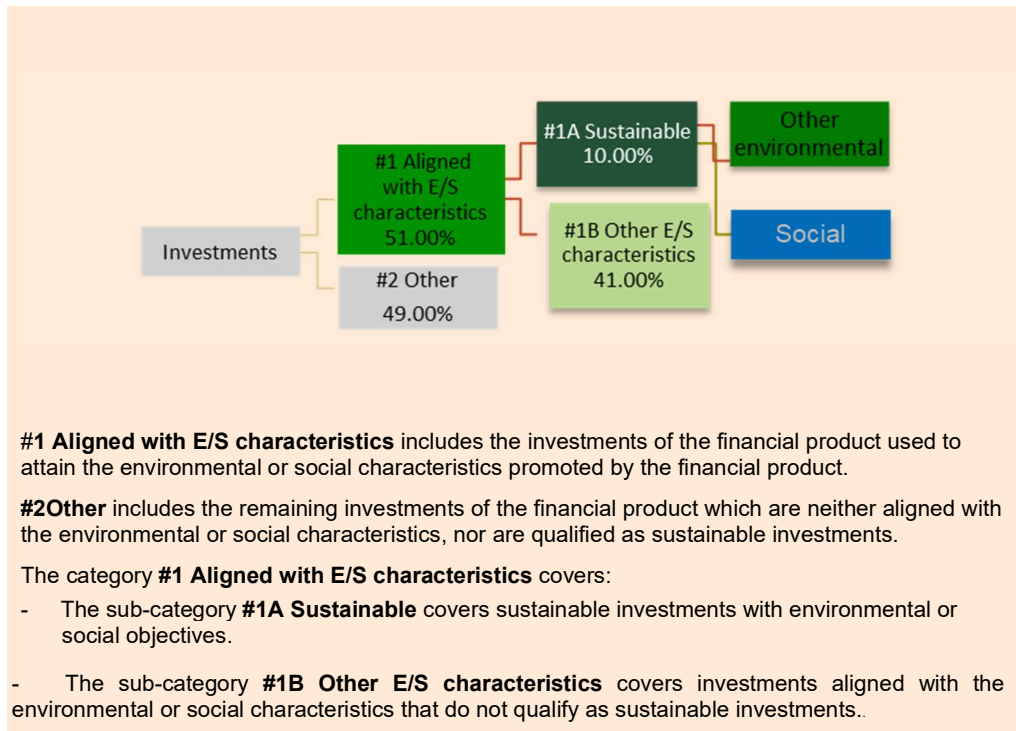 #1A Sustainable
10.00%
Other
environmental
#1 Aligned
with E/S
characteristics
51.00%
#1B Other E/S
characteristics
41.00%
Social
Investments
#2 Other
49.00%
#1 Aligned with E/S characteristics includes the investments of the financial product used to
attain the environmental or social characteristics promoted by the financial product.
#2Other includes the remaining investments of the financial product which are neither aligned with
the environmental or social characteristics, nor are qualified as sustainable investments.
The category #1 Aligned with E/S characteristics covers:
- The sub-category #1A Sustainable covers sustainable investments with environmental or
social objectives.
- The sub-category #1B Other E/S characteristics covers investments aligned with the
environmental or social characteristics that do not qualify as sustainable investments..